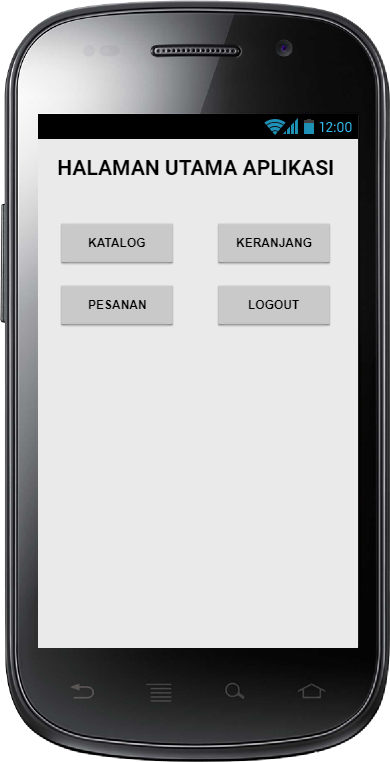 12:00
HALAMAN UTAMA APLIKASI
KATALOG
KERANJANG
PESANAN
LOGOUT